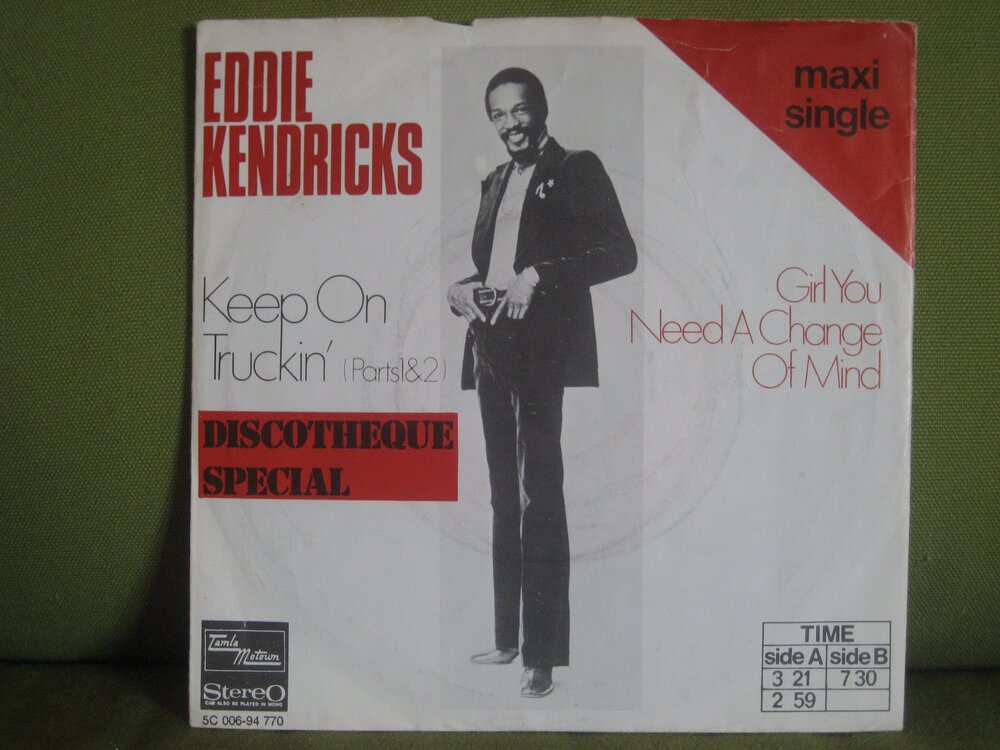 EDDIE
KENDRICKS
maxi
single
Keep On
Truckin' (Parts 1&2)
Girl You
Need A Change
Of Mind
DISCOTHEQUE
SPECIAL
Tamla
Motown
StereO
CAN ALSO BE PLAYED IN MONO
5C 006-94 770
TIME
side A side B
3 21 7 30
2 59